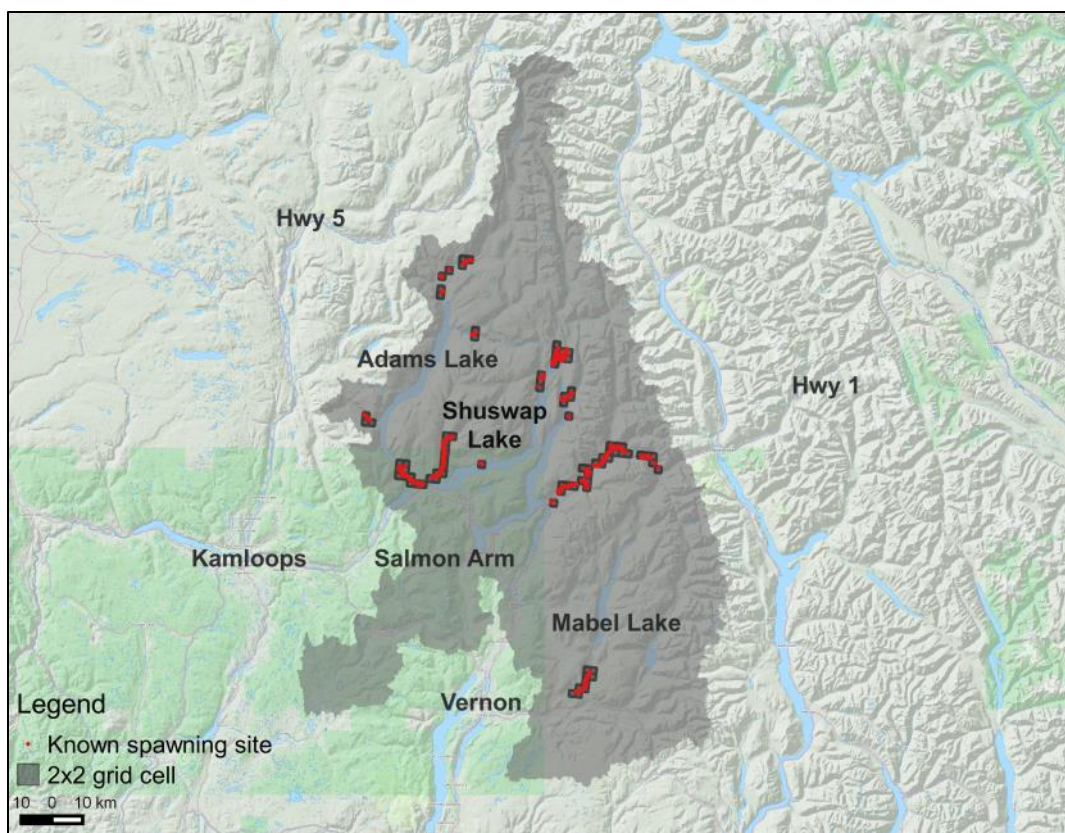 Hwy 5
Adams Lake
Hwy 1
Shuswap
Lake
Kamloops
Salmon Arm
Mabel Lake
Vernon
Legend
Known spawning site
2x2 grid cell
10 0 10 km